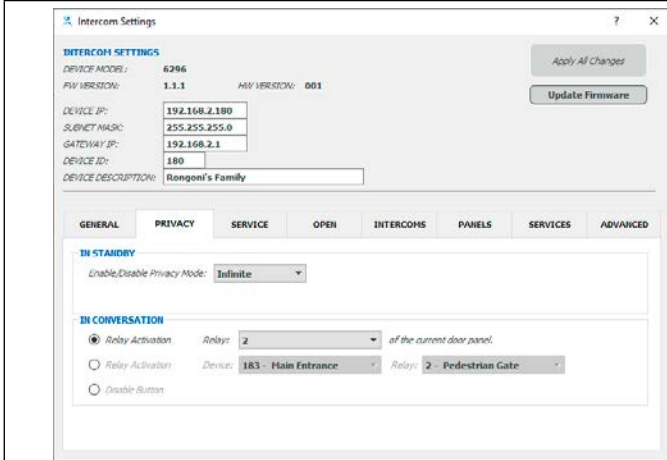 Intercom Settings ? ×
INTERCOM SETTINGS
DEVICE MODEL: 6296
FW VERSION: 1.1.1 HW VERSION: 001
DEVICE IP: 192.168.2.180
SUBNET MASK: 255.255.255.0
GATEWAY IP: 192.168.2.1
DEVICE ID: 180
DEVICE DESCRIPTION: Rongoni's Family
Apply All Changes
Update Firmware
GENERAL PRIVACY SERVICE OPEN INTERCOMS PANELS SERVICES ADVANCED
IN STANDBY
Enable/Disable Privacy Mode: Infinite
IN CONVERSATION
Relay Activation Relay: 2 of the current door panel.
Relay Activation Device: 183 - Main Entrance Relay: 2 - Pedestrian Gate
Disable Button